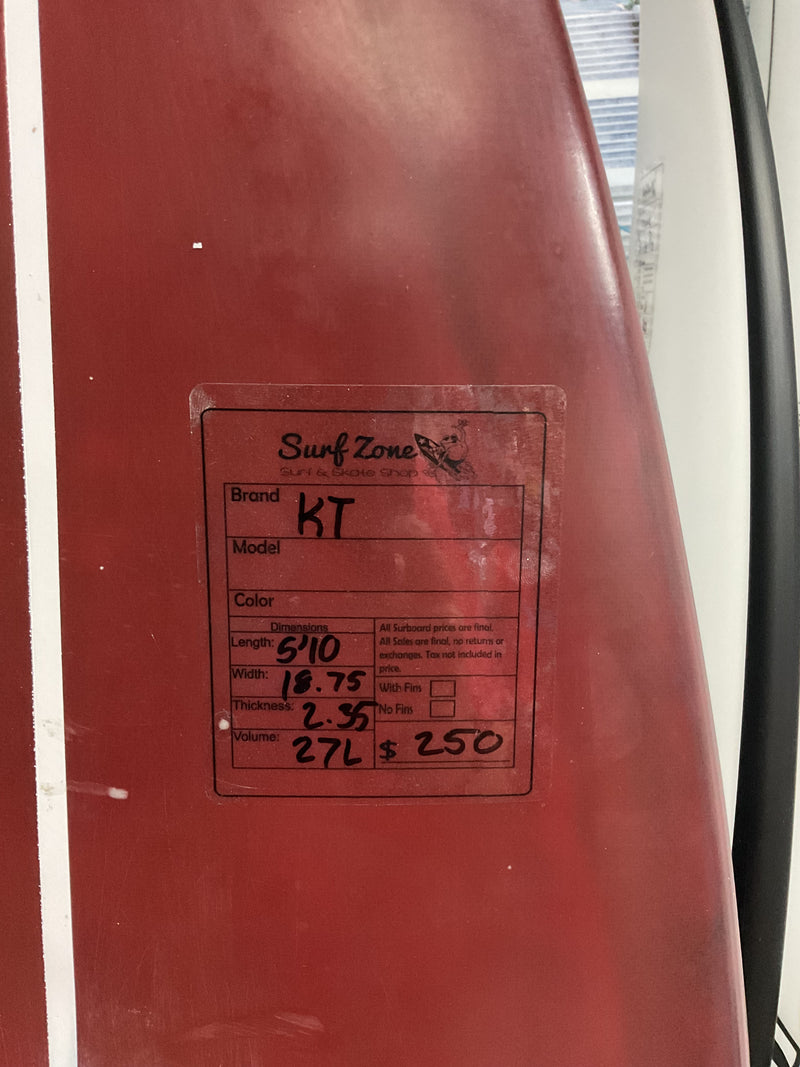 Surf Zone
Surf & Skate Shop
Brand KT
Model
Color
Dimensions
Length: 5'10
Width: 18.75
Thickness: 2.35
Volume: 27L
All Surboard prices are final.
All Sales are final, no returns or
exchanges. Tax not included in
price.
With Fins
No Fins
$ 250